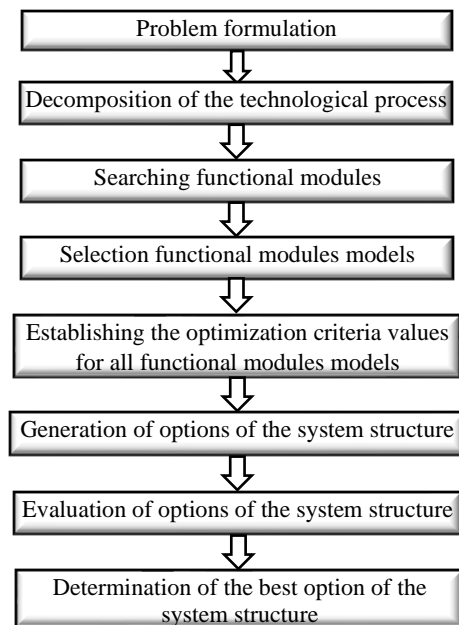 Problem formulation
Decomposition of the technological process
Searching functional modules
Selection functional modules models
Establishing the optimization criteria values
for all functional modules models
Generation of options of the system structure
Evaluation of options of the system structure
Determination of the best option of the
system structure